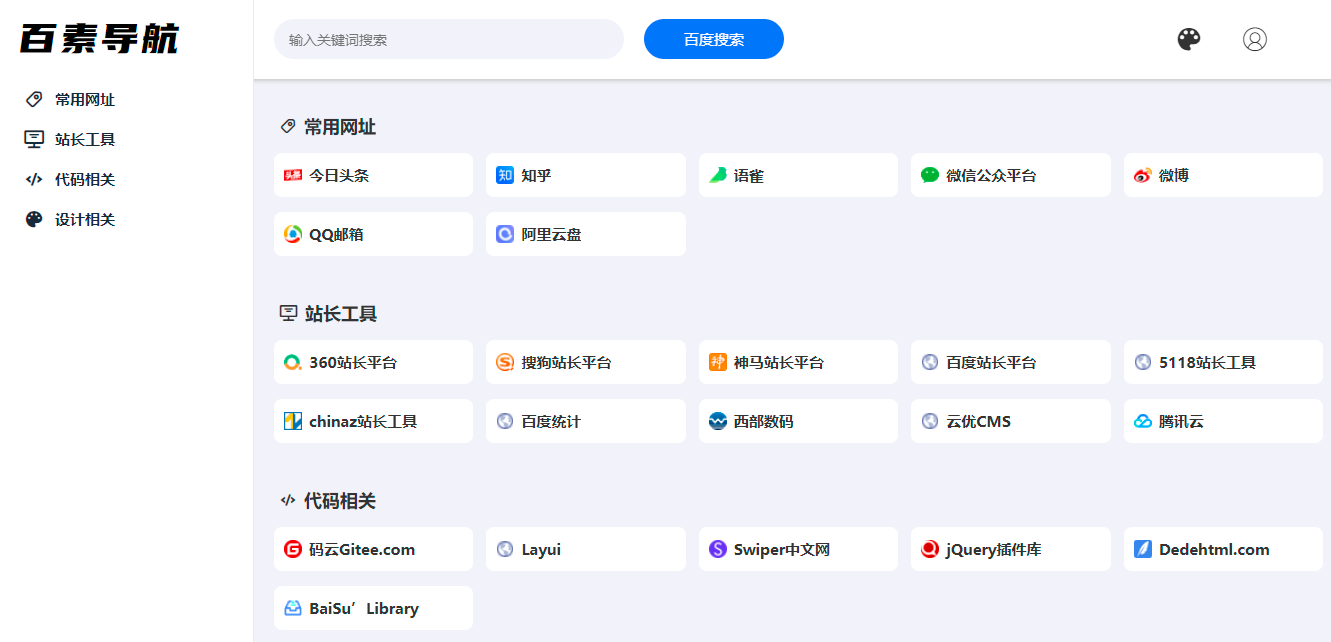 百素导航
常用网址
站长工具
代码相关
设计相关
输入关键词搜索
百度搜索
常用网址
头条 今日头条
知 知乎
语雀
微信公众平台
微博
QQ邮箱
阿里云盘
站长工具
360站长平台
S 搜狗站长平台
神 神马站长平台
百度站长平台
5118站长工具
chinaz站长工具
百度统计
西部数码
云优CMS
腾讯云
代码相关
G 码云Gitee.com
Layui
S Swiper中文网
jQuery插件库
Dedehtml.com
BaiSu’Library